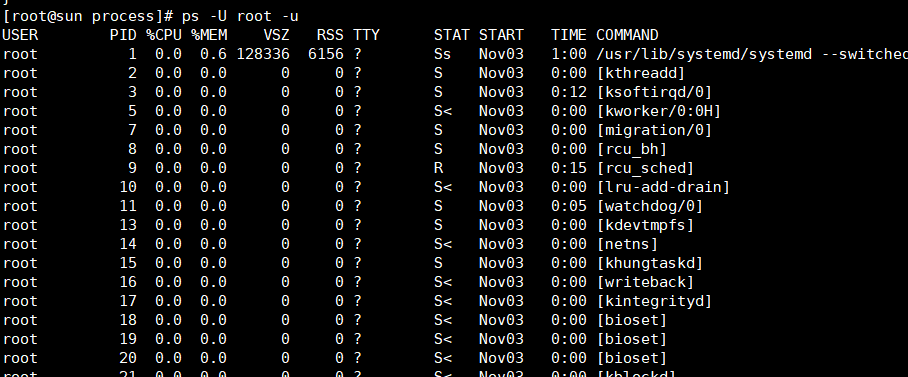 [root@sun process]# ps -U root -u
USER PID %CPU %MEM VSZ RSS TTY STAT START TIME COMMAND
root 1 0.0 0.6 128336 6156 ? Ss Nov03 1:00 /usr/lib/systemd/systemd --switched
root 2 0.0 0.0 0 0 ? S Nov03 0:00 [kthreadd]
root 3 0.0 0.0 0 0 ? S Nov03 0:12 [ksoftirqd/0]
root 5 0.0 0.0 0 0 ? S< Nov03 0:00 [kworker/0:0H]
root 7 0.0 0.0 0 0 ? S Nov03 0:00 [migration/0]
root 8 0.0 0.0 0 0 ? S Nov03 0:00 [rcu_bh]
root 9 0.0 0.0 0 0 ? R Nov03 0:15 [rcu_sched]
root 10 0.0 0.0 0 0 ? S< Nov03 0:00 [lru-add-drain]
root 11 0.0 0.0 0 0 ? S Nov03 0:05 [watchdog/0]
root 13 0.0 0.0 0 0 ? S Nov03 0:00 [kdevtmpfs]
root 14 0.0 0.0 0 0 ? S< Nov03 0:00 [netns]
root 15 0.0 0.0 0 0 ? S Nov03 0:00 [khungtaskd]
root 16 0.0 0.0 0 0 ? S< Nov03 0:00 [writeback]
root 17 0.0 0.0 0 0 ? S< Nov03 0:00 [kintegrityd]
root 18 0.0 0.0 0 0 ? S< Nov03 0:00 [bioset]
root 19 0.0 0.0 0 0 ? S< Nov03 0:00 [bioset]
root 20 0.0 0.0 0 0 ? S< Nov03 0:00 [bioset]
root 21 0.0 0.0 0 0 ? S< Nov03 0:00 [kblockd]